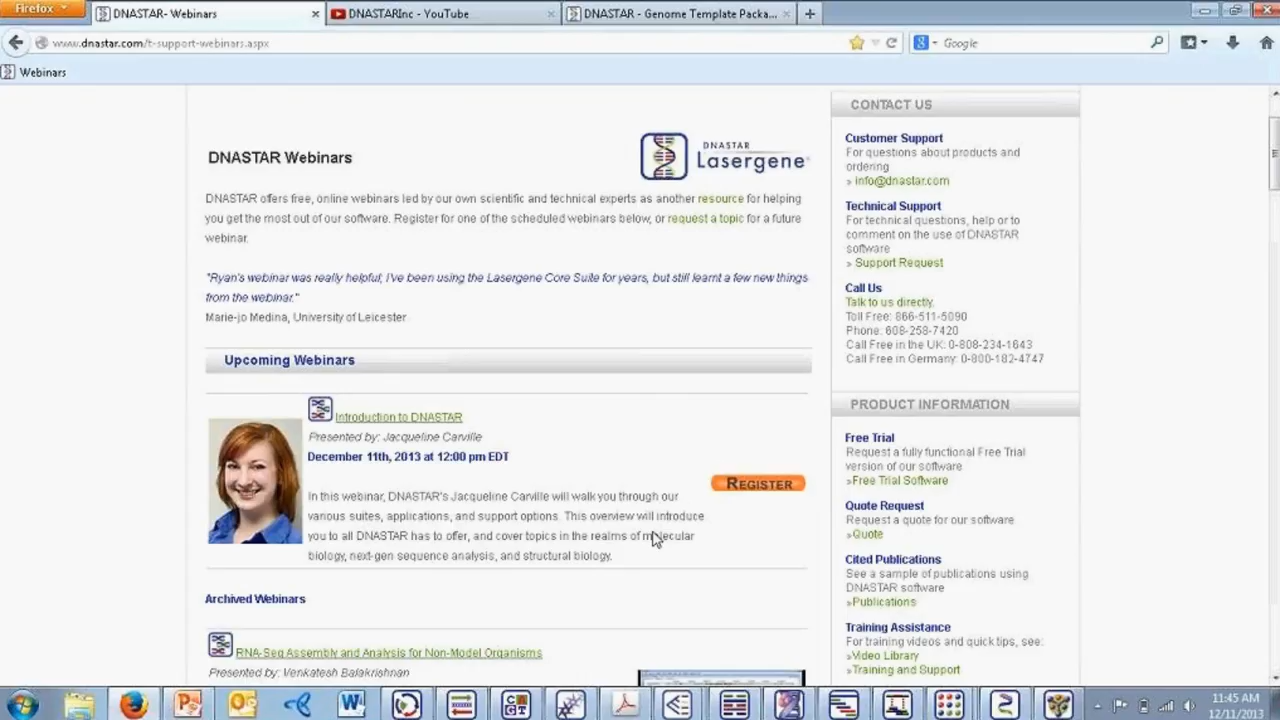 Firefox
DNASTAR- Webinars
DNASTARInc - YouTube
DNASTAR - Genome Template Packa...
www.dnastar.com/t-support-webinars.aspx
Google
Webinars
DNASTAR Webinars
DNASTAR
Lasergene
DNASTAR offers free, online webinars led by our own scientific and technical experts as another resource for helping
you get the most out of our software. Register for one of the scheduled webinars below, or request a topic for a future
webinar.
"Ryan's webinar was really helpful; I've been using the Lasergene Core Suite for years, but still learnt a few new things
from the webinar."
Marie-jo Medina, University of Leicester
Upcoming Webinars
Introduction to DNASTAR
Presented by: Jacqueline Carville
December 11th, 2013 at 12:00 pm EDT
REGISTER
In this webinar, DNASTAR's Jacqueline Carville will walk you through our
various suites, applications, and support options. This overview will introduce
you to all DNASTAR has to offer, and cover topics in the realms of molecular
biology, next-gen sequence analysis, and structural biology.
Archived Webinars
RNA-Seq Assembly and Analysis for Non-Model Organisms
Presented by: Venkatesh Balakrishnan
CONTACT US
Customer Support
For questions about products and
ordering
» info@dnastar.com
Technical Support
For technical questions, help or to
comment on the use of DNASTAR
software
» Support Request
Call Us
Talk to us directly.
Toll Free: 866-511-5090
Phone: 608-258-7420
Call Free in the UK: 0-808-234-1643
Call Free in Germany: 0-800-182-4747
PRODUCT INFORMATION
Free Trial
Request a fully functional Free Trial
version of our software
»Free Trial Software
Quote Request
Request a quote for our software
»Quote
Cited Publications
See a sample of publications using
DNASTAR software
»Publications
Training Assistance
For training videos and quick tips, see:
»Video Library
»Training and Support
11:45 AM
12/11/2013